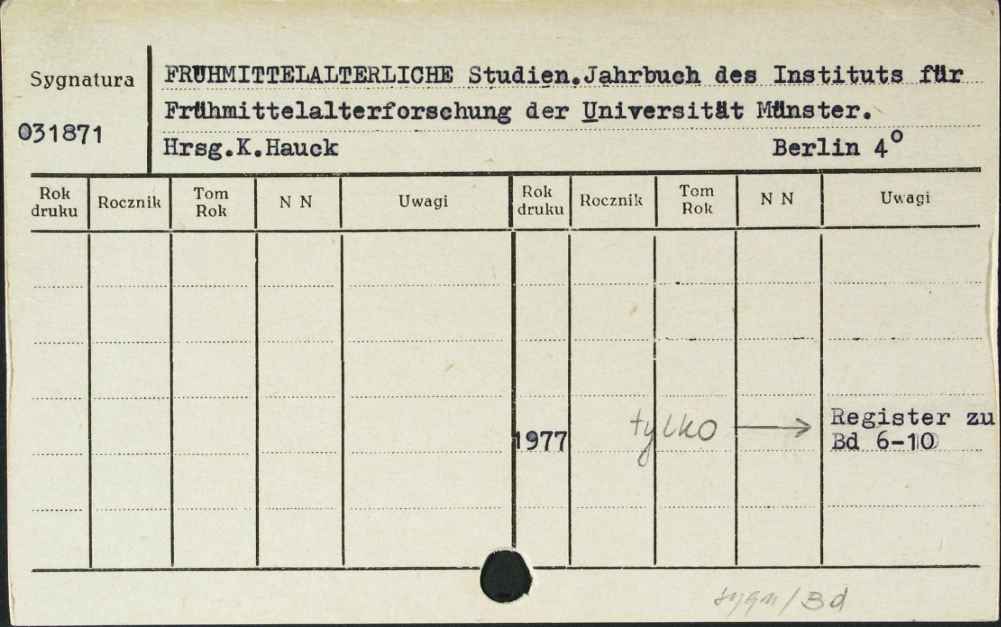 Sygnatura
031871
FRÜHMITTELALTERLICHE Studien.Jahrbuch des Instituts für
Frühmittelalterforschung der Universität Münster.
Hrsg.K.Hauck Berlin 4°
Rok druku Rocznik Tom Rok N N Uwagi Rok druku Rocznik Tom Rok N N Uwagi
1977 tylko → Register zu
Bd 6-10
/Bd